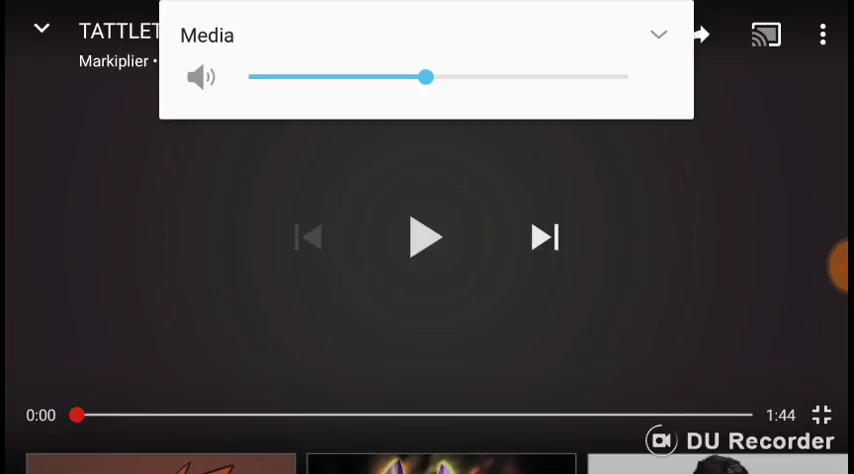 TATTLET
Media
Markiplier •
0:00
1:44
DU Recorder